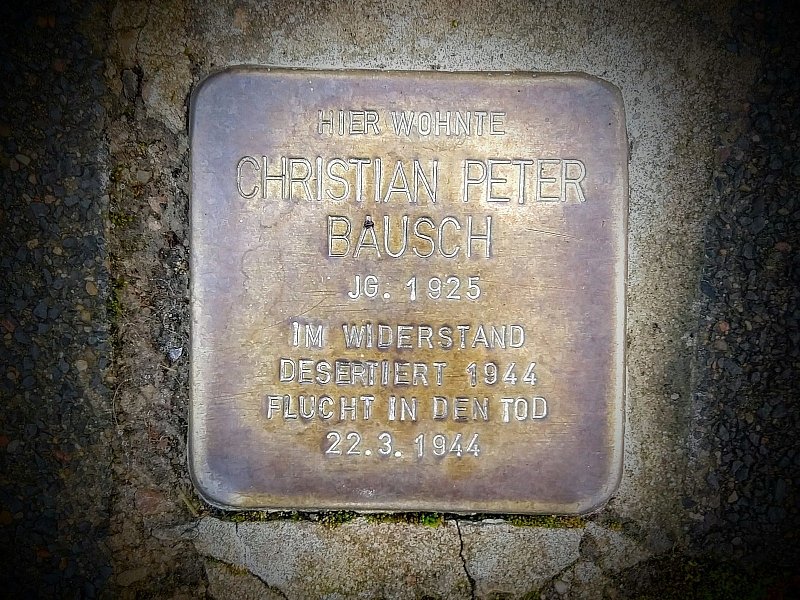 HIER WOHNTE
CHRISTIAN PETER
BAUSCH
JG. 1925
IM WIDERSTAND
DESERTIERT 1944
FLUCHT IN DEN TOD
22.3.1944